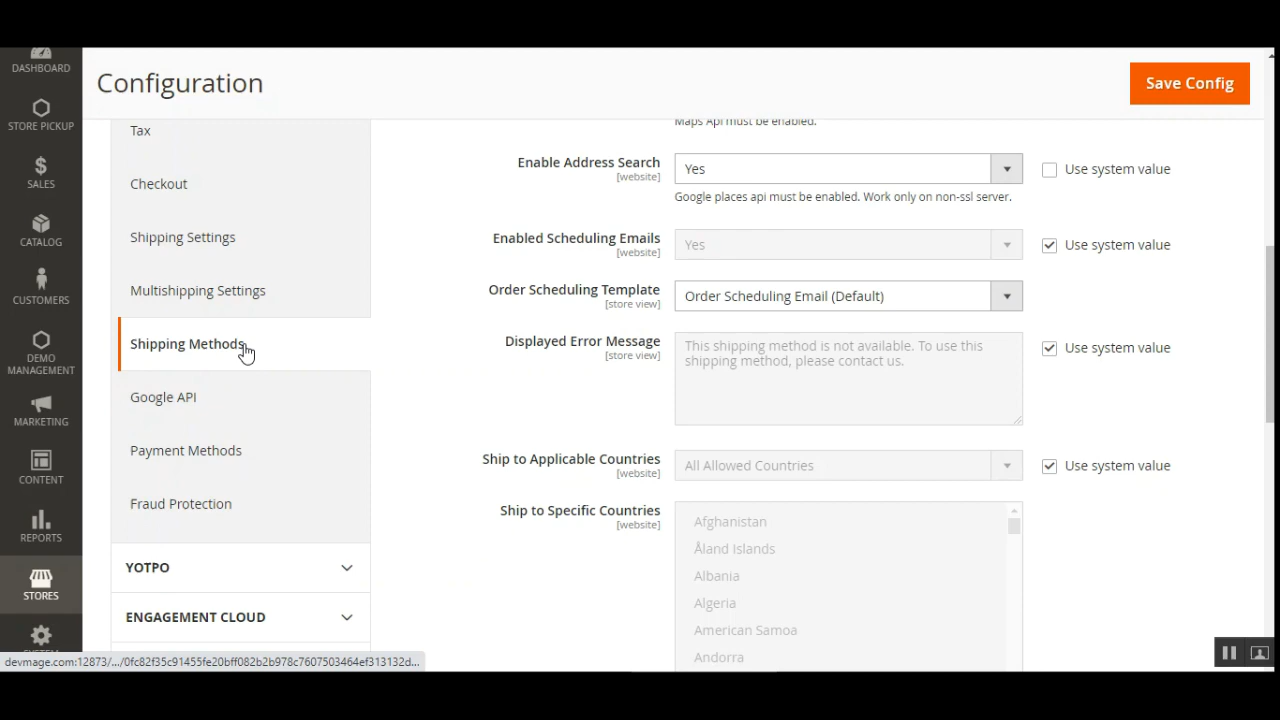 DASHBOARD
STORE PICKUP
SALES
CATALOG
CUSTOMERS
DEMO
MANAGEMENT
MARKETING
CONTENT
REPORTS
STORES
Configuration
Save Config
Tax
Checkout
Shipping Settings
Multishipping Settings
Shipping Methods
Google API
Payment Methods
Fraud Protection
YOTPO
ENGAGEMENT CLOUD
Maps Api must be enabled.
Enable Address Search
[website]
Yes
Use system value
Google places api must be enabled. Work only on non-ssl server.
Enabled Scheduling Emails
[website]
Yes
Use system value
Order Scheduling Template
[store view]
Order Scheduling Email (Default)
Displayed Error Message
[store view]
This shipping method is not available. To use this
shipping method, please contact us.
Use system value
Ship to Applicable Countries
[website]
All Allowed Countries
Use system value
Ship to Specific Countries
[website]
Afghanistan
Åland Islands
Albania
Algeria
American Samoa
Andorra
devmage.com:12873/.../0fc82f35c91455fe20bff082b2b978c7607503464ef313132d...